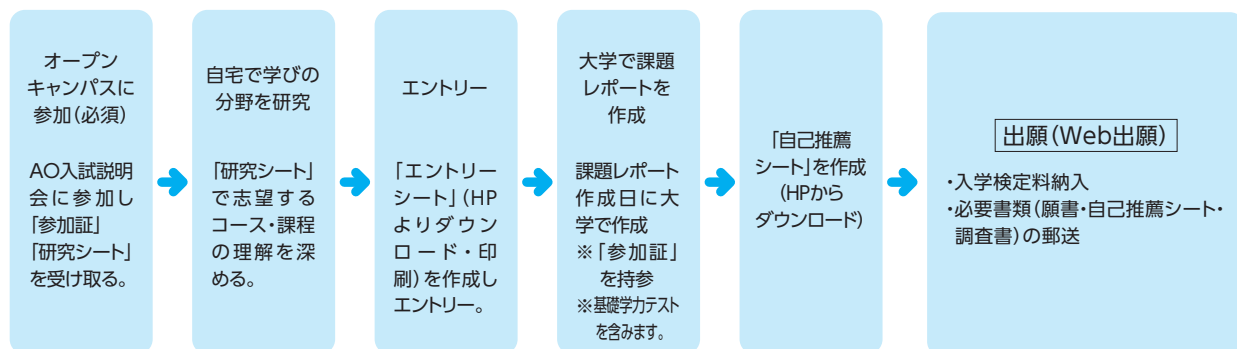 オープン
キャンパスに
参加(必須)
AO入試説明
会に参加し
「参加証」
「研究シート」
を受け取る。
自宅で学びの
分野を研究
「研究シート」
で志望する
コース・課程
の理解を深
める。
エントリー
「エントリー
シート」(HP
よりダウン
ロード・印
刷)を作成し
エントリー。
大学で課題
レポートを
作成
課題レポート
作成日に大
学で作成
※「参加証」
を持参
※基礎学力テスト
を含みます。
「自己推薦
シート」を作成
(HPから
ダウンロード)
出願(Web出願)
・入学検定料納入
・必要書類(願書・自己推薦シート・
調査書)の郵送